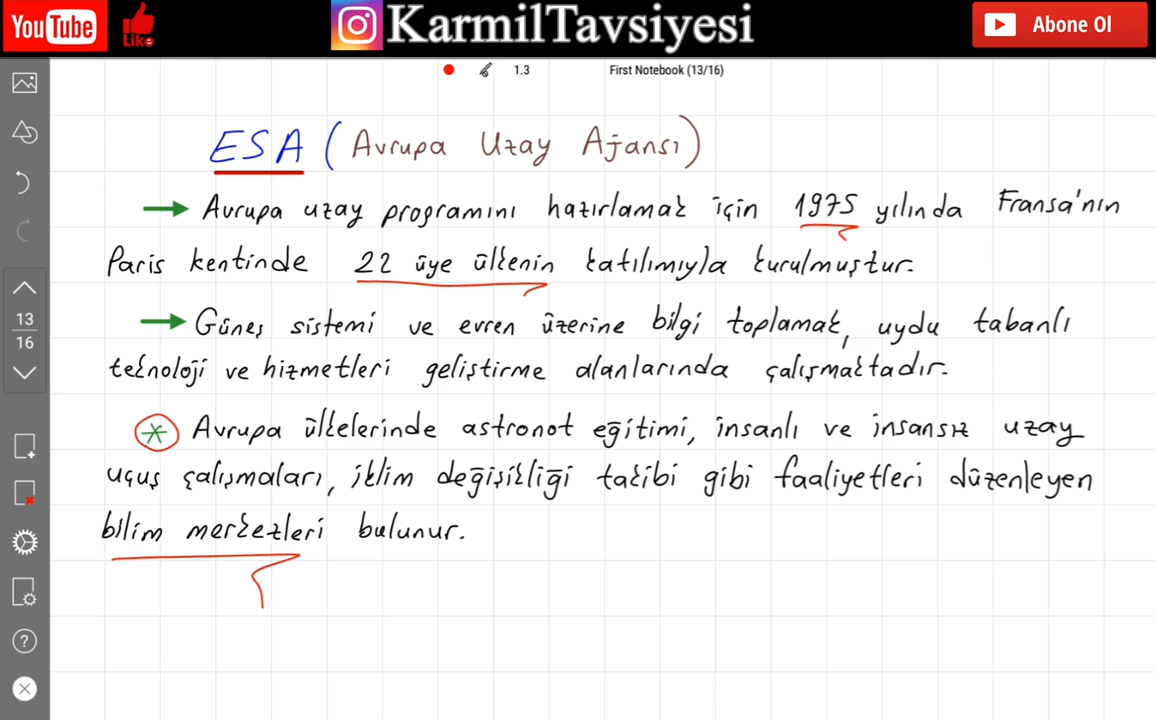 YouTube
Like
KarmilTavsiyesi
Abone Ol
1.3
First Notebook (13/16)
ESA (Avrupa Uzay Ajansı)
→ Avrupa uzay programını hazırlamak için 1975 yılında Fransa'nın
Paris kentinde 22 üye ülkenin katılımıyla kurulmuştur.
→ Güneş sistemi ve evren üzerine bilgi toplamak, uydu tabanlı
teknoloji ve hizmetleri geliştirme alanlarında çalışmaktadır.
* Avrupa ülkelerinde astronot eğitimi, insanlı ve insansız uzay
uçuş çalışmaları, iklim değişikliği takibi gibi faaliyetleri düzenleyen
bilim merkezleri bulunur.
13
16